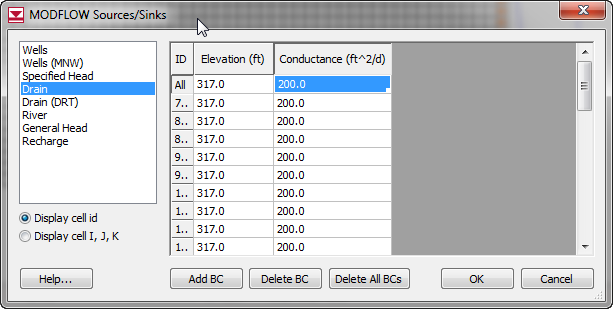 MODFLOW Sources/Sinks
Wells
Wells (MNW)
Specified Head
Drain
Drain (DRT)
River
General Head
Recharge
Display cell id
Display cell I, J, K
ID Elevation (ft) Conductance (ft^2/d)
All 317.0 200.0
7.. 317.0 200.0
8.. 317.0 200.0
8.. 317.0 200.0
9.. 317.0 200.0
9.. 317.0 200.0
1.. 317.0 200.0
1.. 317.0 200.0
1.. 317.0 200.0
1.. 317.0 200.0
Help... Add BC Delete BC Delete All BCs OK Cancel